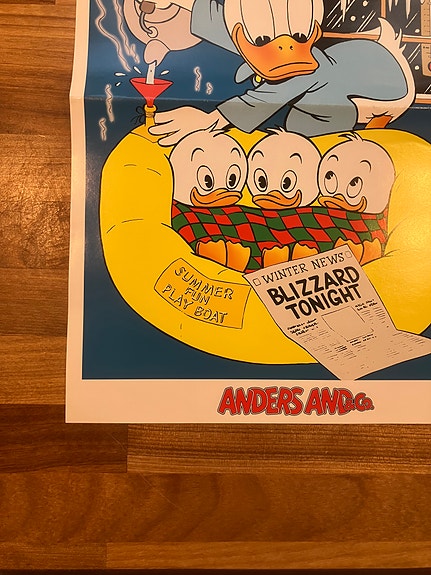 SUMMER
FUN
PLAY BOAT
WINTER NEWS
BLIZZARD
TONIGHT
ANDERS AND & Co.